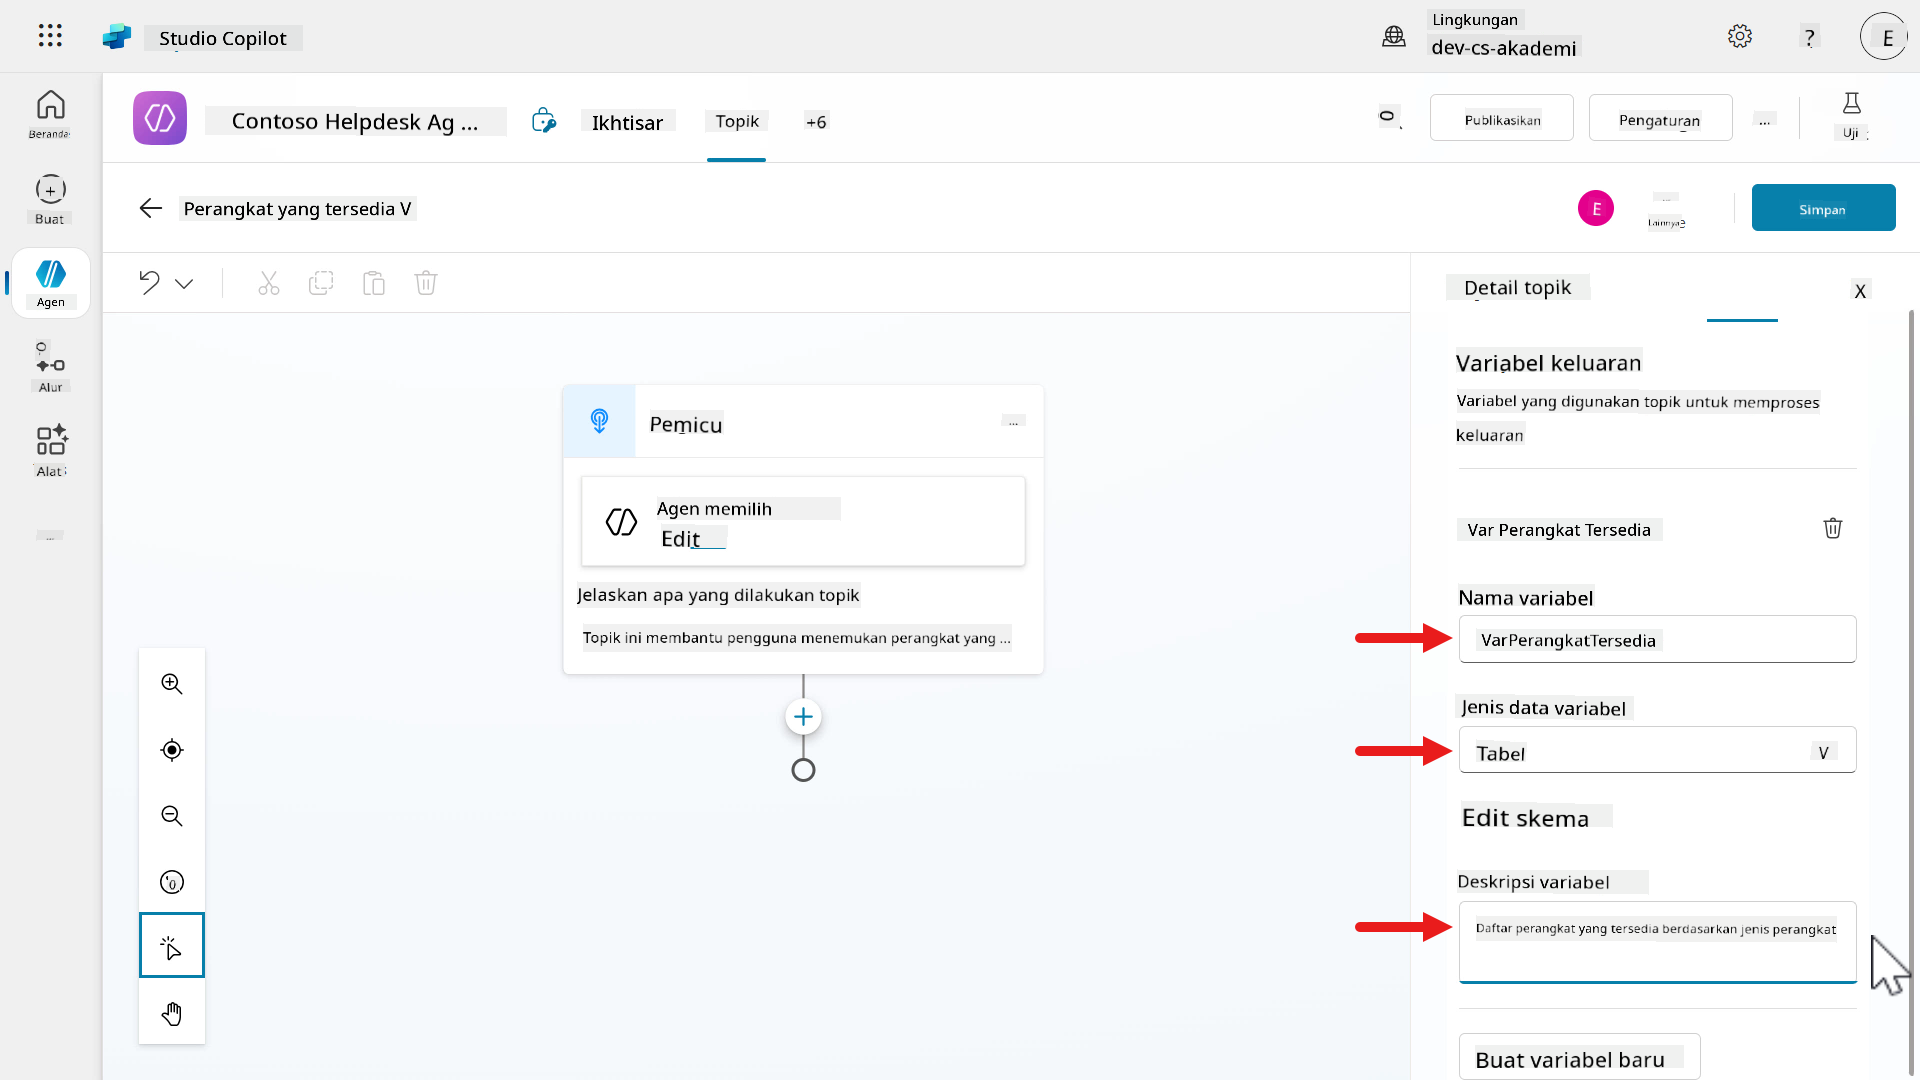 Studio Copilot
Lingkungan
dev-cs-akademi
?
E
Beranda
Buat
Agen
Alur
Alat
...
Contoso Helpdesk Ag ...
Ikhtisar
Topik
+6
Publikasikan
Pengaturan
...
Uji
Perangkat yang tersedia V
E
...
Lainnya
Simpan
Pemicu
...
Agen memilih
Edit
Jelaskan apa yang dilakukan topik
Topik ini membantu pengguna menemukan perangkat yang ...
Detail topik
X
Variabel keluaran
Variabel yang digunakan topik untuk memproses
keluaran
Var Perangkat Tersedia
Nama variabel
VarPerangkatTersedia
Jenis data variabel
Tabel
V
Edit skema
Deskripsi variabel
Daftar perangkat yang tersedia berdasarkan jenis perangkat
Buat variabel baru